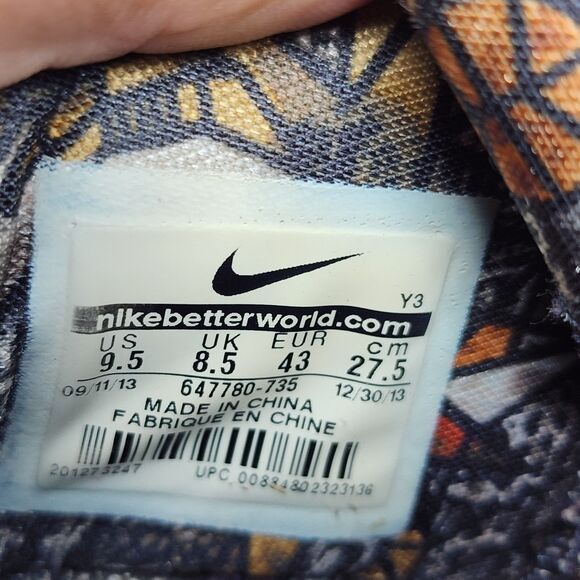 Y3
nikebetterworld.com
US UK EUR cm
9.5 8.5 43 27.5
09/11/13 647780-735 12/30/13
MADE IN CHINA
FABRIQUE EN CHINE
201273247 UPC 00884802323136